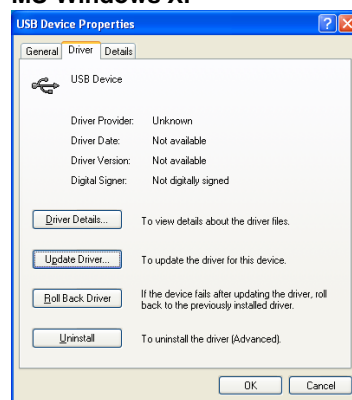 MS Windows XP
USB Device Properties
General Driver Details
USB Device
Driver Provider: Unknown
Driver Date: Not available
Driver Version: Not available
Digital Signer: Not digitally signed
Driver Details... To view details about the driver files.
Update Driver... To update the driver for this device.
Roll Back Driver If the device fails after updating the driver, roll
back to the previously installed driver.
Uninstall To uninstall the driver (Advanced).
OK Cancel